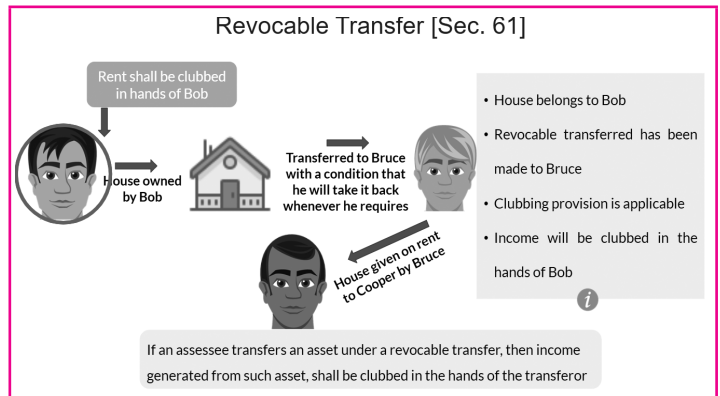 Revocable Transfer [Sec. 61]
Rent shall be clubbed
in hands of Bob
House owned
by Bob
Transferred to Bruce
with a condition that
he will take it back
whenever he requires
House given on rent
to Cooper by Bruce
• House belongs to Bob
• Revocable transferred has been
made to Bruce
• Clubbing provision is applicable
• Income will be clubbed in the
hands of Bob
i
If an assessee transfers an asset under a revocable transfer, then income
generated from such asset, shall be clubbed in the hands of the transferor